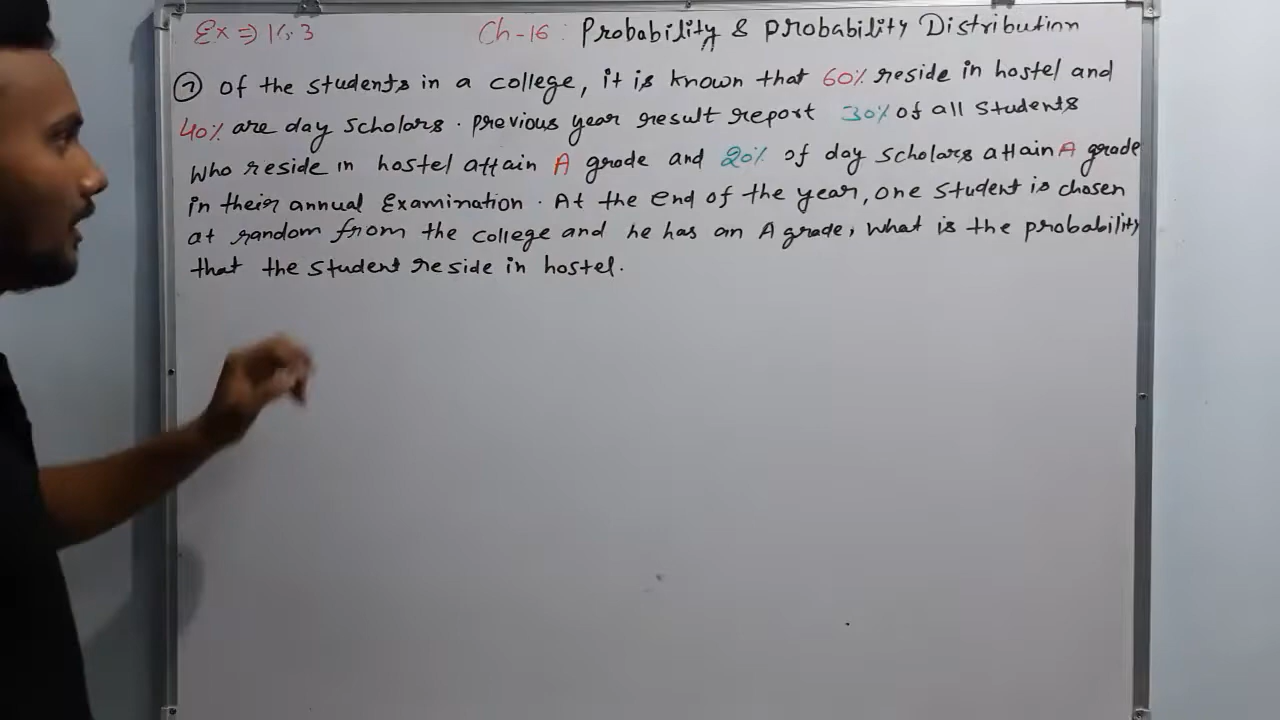 Ex ⇒ 16.3 Ch-16 : Probability & Probability Distribution
⑦ Of the students in a college, it is known that 60% reside in hostel and
40% are day scholars. Previous year result report 30% of all students
who reside in hostel attain A grade and 20% of day scholars attain A grade
in their annual Examination. At the end of the year, one student is chosen
at random from the college and he has an A grade, what is the probability
that the student reside in hostel.